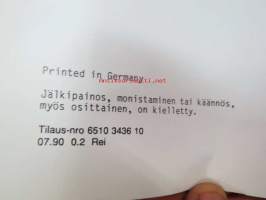 Printed in Germany
Jälkipainos, monistaminen tai käännös,
myös osittainen, on kielletty.
Tilaus-nro 6510 3436 10
07.90 0.2 Rei